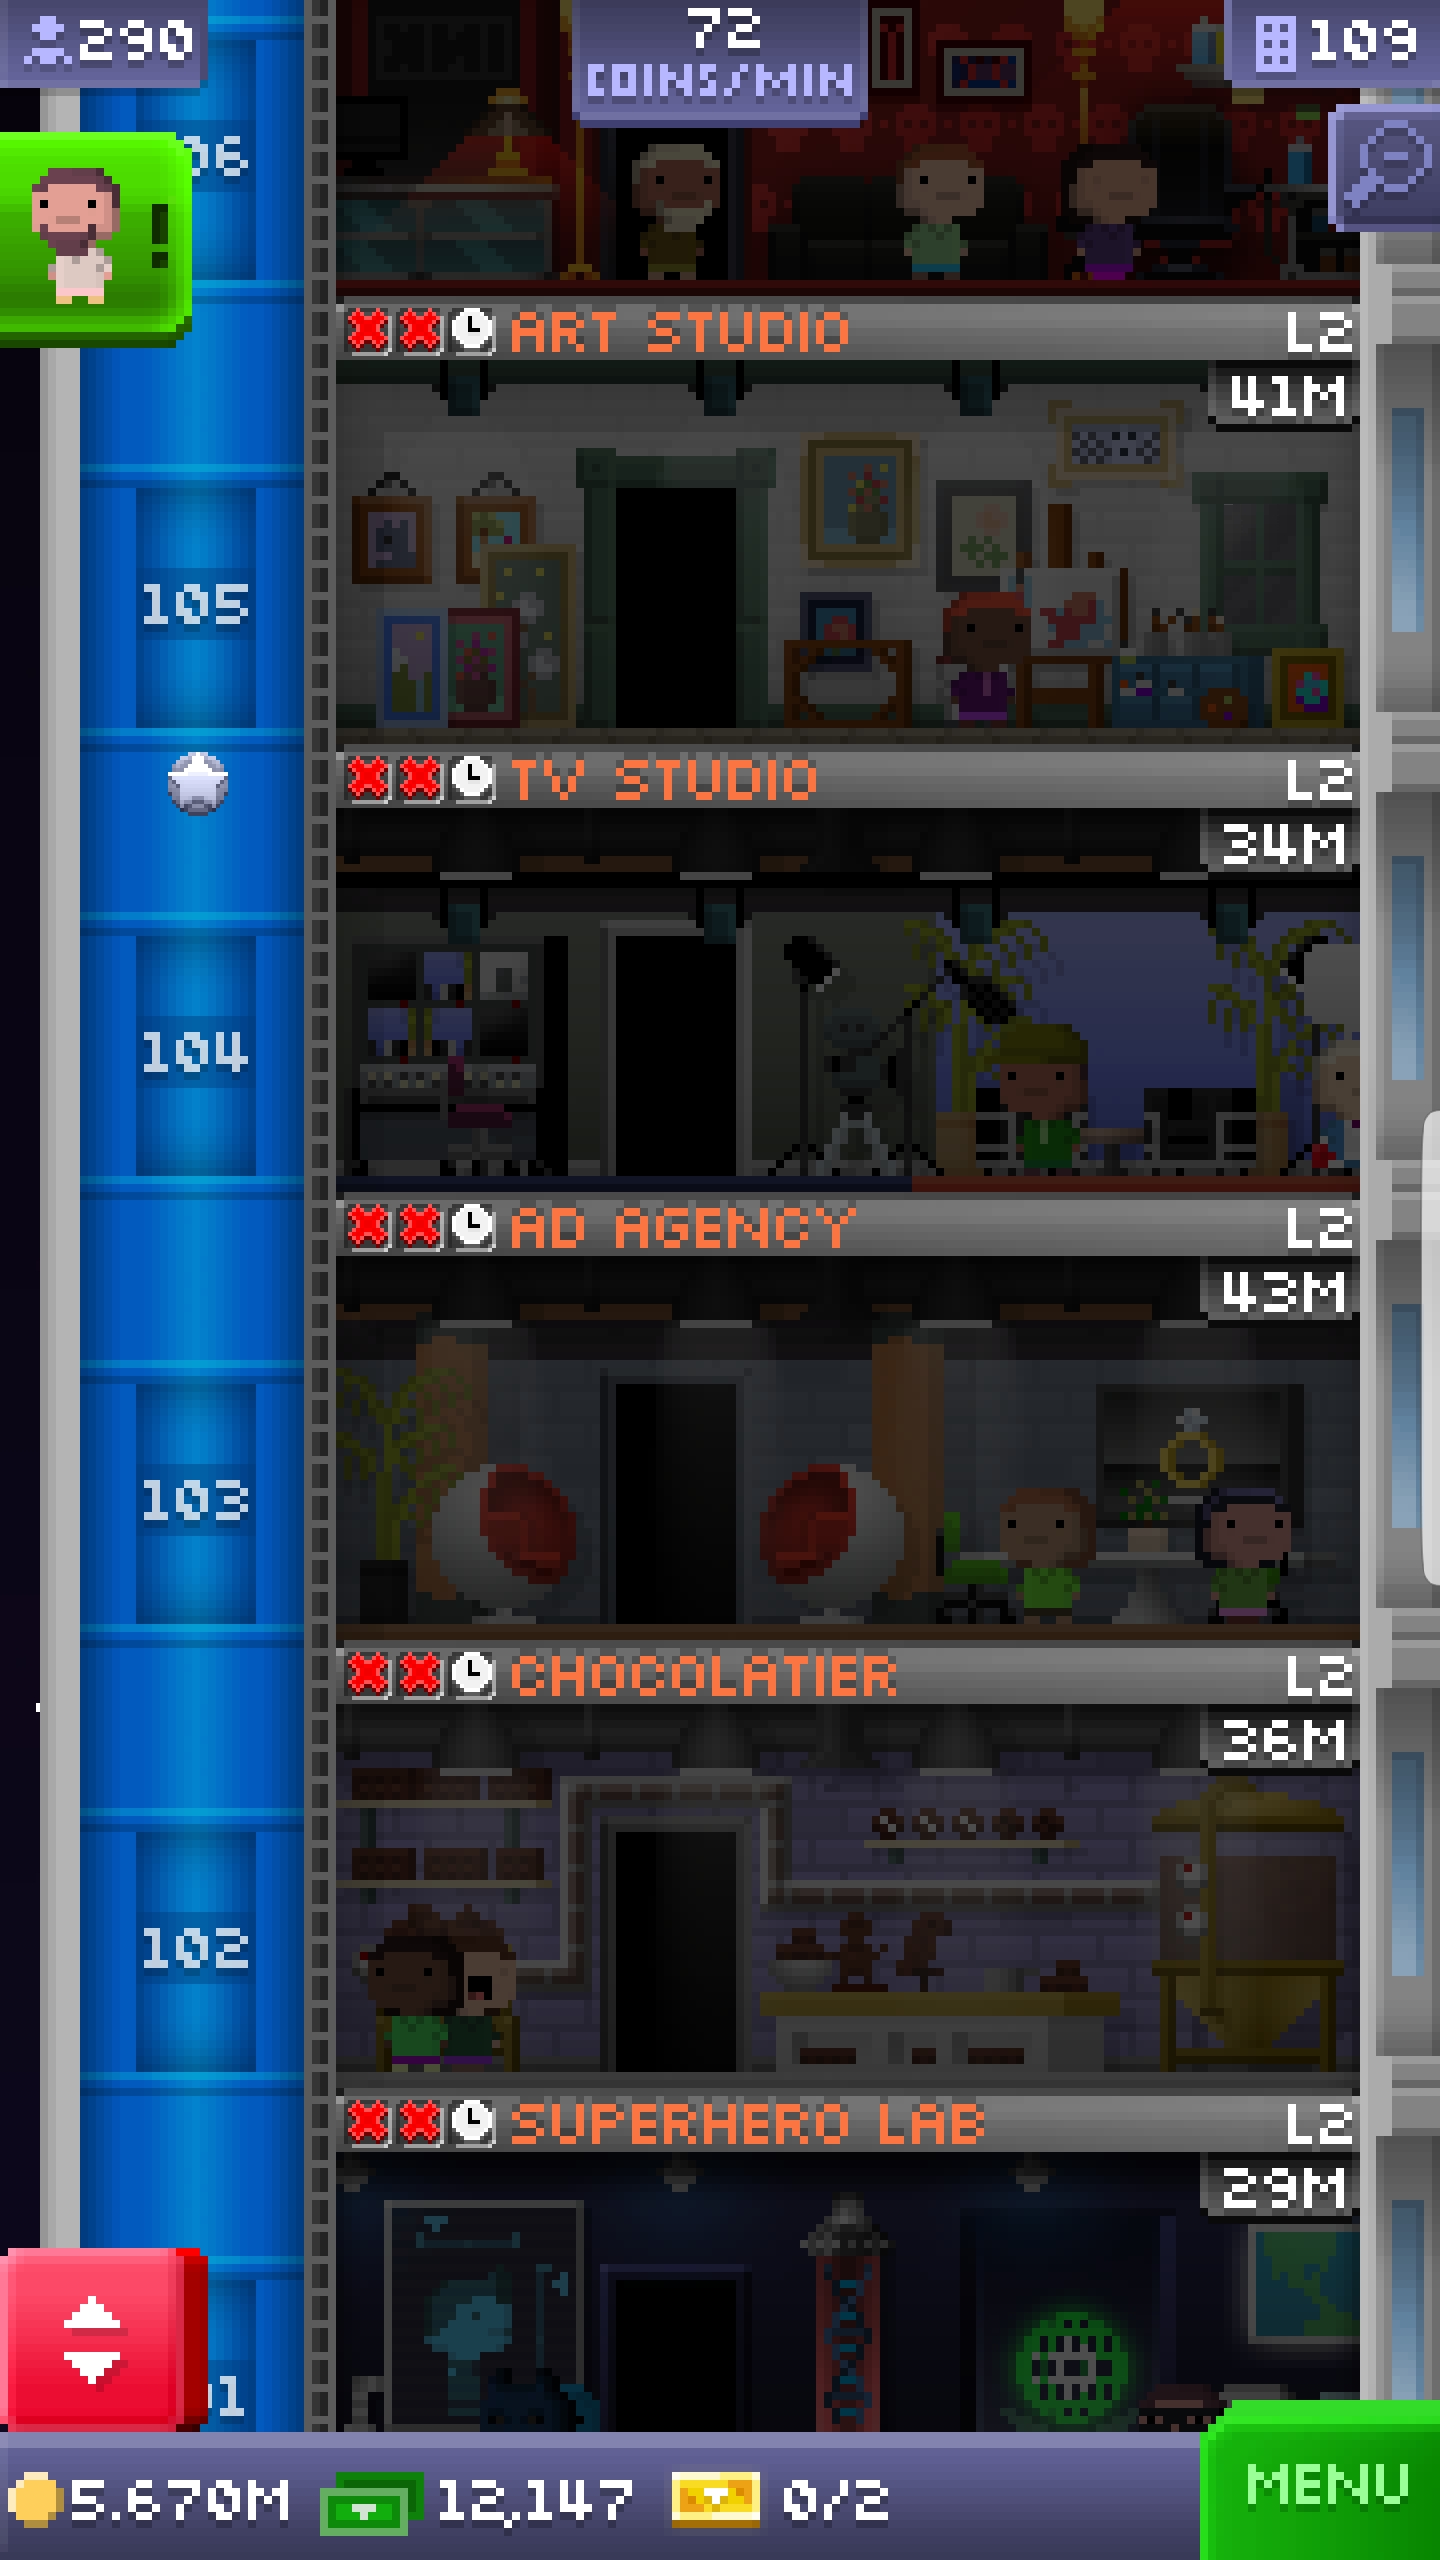 290
72
COINS/MIN
109
06
!
ART STUDIO L2
41M
105
TV STUDIO L2
34M
104
AD AGENCY L2
43M
103
CHOCOLATIER L2
36M
102
SUPERHERO LAB L2
29M
01
5.670M 12,147 0/2 MENU